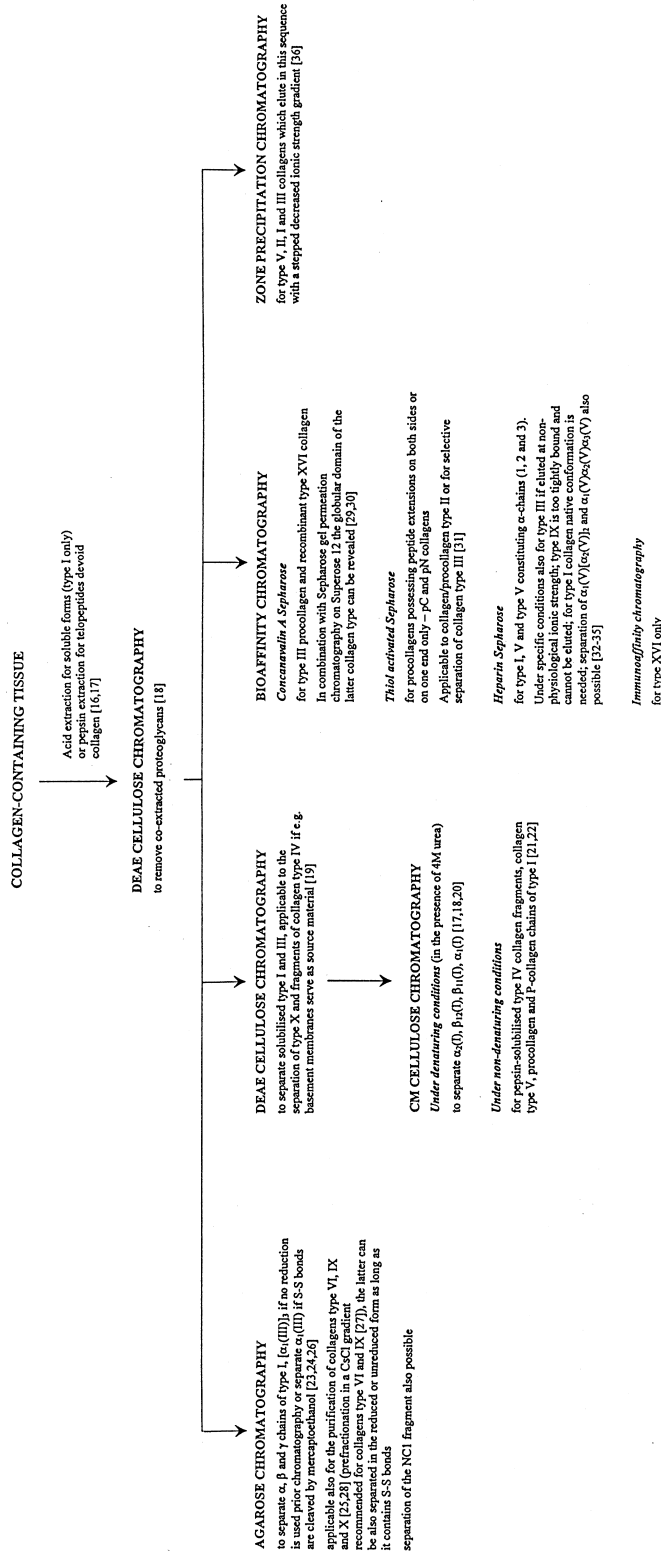 COLLAGEN-CONTAINING TISSUE
Acid extraction for soluble forms (type I only)
or pepsin extraction for telopeptides devoid
collagen [16,17]
DEAE CELLULOSE CHROMATOGRAPHY
to remove co-extracted proteoglycans [18]
AGAROSE CHROMATOGRAPHY
to separate α, β and γ chains of type I, [α₁(III)]₃ if no reduction
is used prior chromatography or separate α₁(III) if S-S bonds
are cleaved by mercaptoethanol [23,24,26]
applicable also for the purification of collagens type VI, IX
and X [25,28] (prefractionation in a CsCl gradient
recommended for collagens type VI and IX [27]), the latter can
be also separated in the reduced or unreduced form as long as
it contains S-S bonds
separation of the NC1 fragment also possible
DEAE CELLULOSE CHROMATOGRAPHY
to separate solubilised type I and III, applicable to the
separation of type X and fragments of collagen type IV if e.g.
basement membranes serve as source material [19]
CM CELLULOSE CHROMATOGRAPHY
Under denaturing conditions (in the presence of 4M urea)
to separate α₂(I), β₁₂(I), β₁₁(I), α₁(I) [17,18,20]
Under non-denaturing conditions
for pepsin-solubilised type IV collagen fragments, collagen
type V, procollagen and P-collagen chains of type I [21,22]
BIOAFFINITY CHROMATOGRAPHY
Concanavalin A Sepharose
for type III procollagen and recombinant type XVI collagen
In combination with Sepharose gel permeation
chromatography on Superose 12 the globular domain of the
latter collagen type can be revealed [29,30]
Thiol activated Sepharose
for procollagens possessing peptide extensions on both sides or
on one end only – pC and pN collagens
Applicable to collagen/procollagen type II or for selective
separation of collagen type III [31]
Heparin Sepharose
for type I, V and type V constituting α-chains (1, 2 and 3).
Under specific conditions also for type III if eluted at non-
physiological ionic strength; type IX is too tightly bound and
cannot be eluted; for type I collagen native conformation is
needed; separation of α₁(V)[α₂(V)]₂ and α₁(V)α₂(V)α₃(V) also
possible [32-35]
Immunoaffinity chromatography
for type XVI only
ZONE PRECIPITATION CHROMATOGRAPHY
for type V, II, I and III collagens which elute in this sequence
with a stepped decreased ionic strength gradient [36]